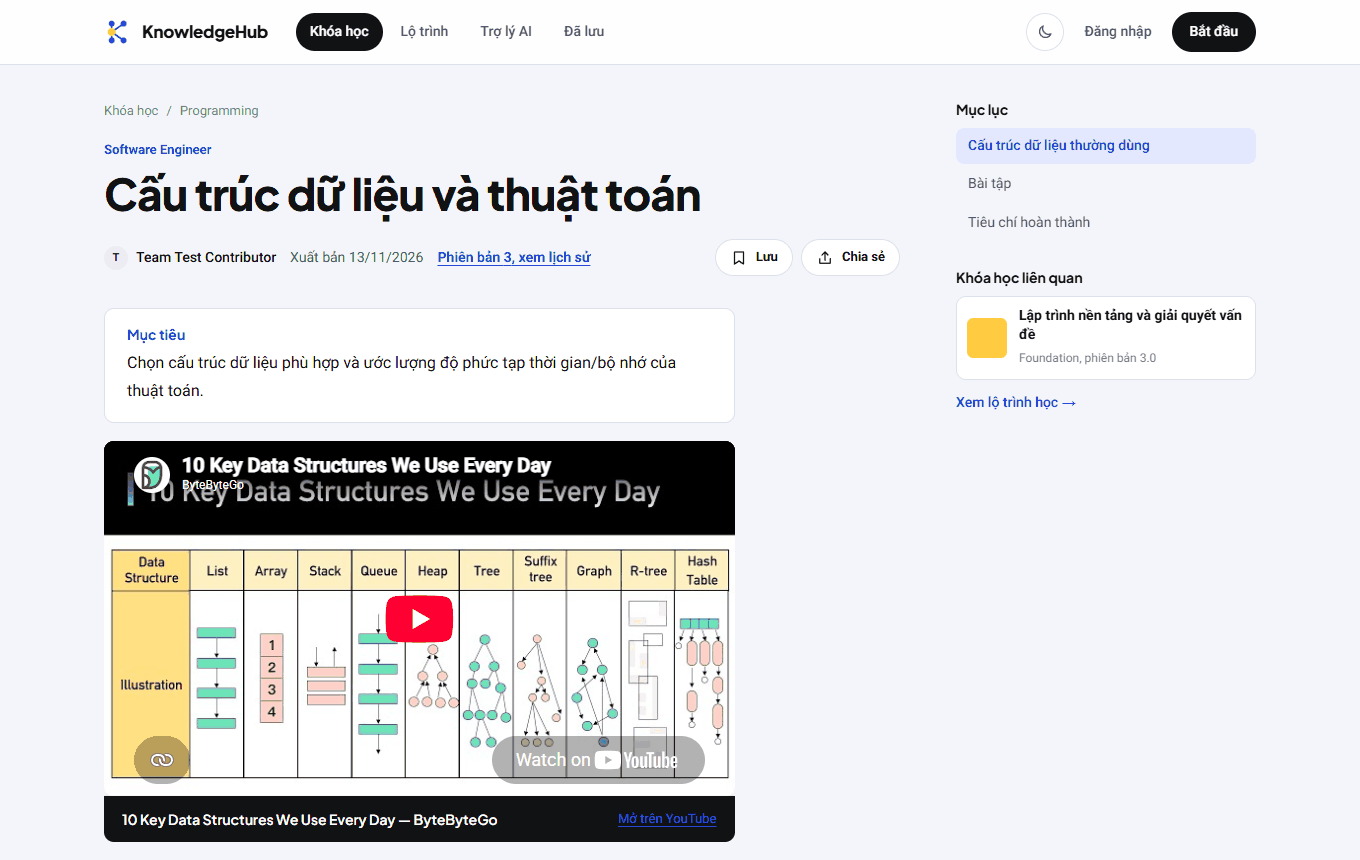 KnowledgeHub
Khóa học
Lộ trình
Trợ lý AI
Đã lưu
Đăng nhập
Bắt đầu
Khóa học / Programming
Software Engineer
Cấu trúc dữ liệu và thuật toán
T Team Test Contributor Xuất bản 13/11/2026 Phiên bản 3, xem lịch sử
Lưu
Chia sẻ
Mục tiêu
Chọn cấu trúc dữ liệu phù hợp và ước lượng độ phức tạp thời gian/bộ nhớ của
thuật toán.
10 Key Data Structures We Use Every Day
ByteByteGo
10 Key Data Structures We Use Every Day
Data Structure List Array Stack Queue Heap Tree Suffix tree Graph R-tree Hash Table
Illustration
1
2
3
4
Watch on YouTube
10 Key Data Structures We Use Every Day — ByteByteGo
Mở trên YouTube
Mục lục
Cấu trúc dữ liệu thường dùng
Bài tập
Tiêu chí hoàn thành
Khóa học liên quan
Lập trình nền tảng và giải quyết vấn
đề
Foundation, phiên bản 3.0
Xem lộ trình học →